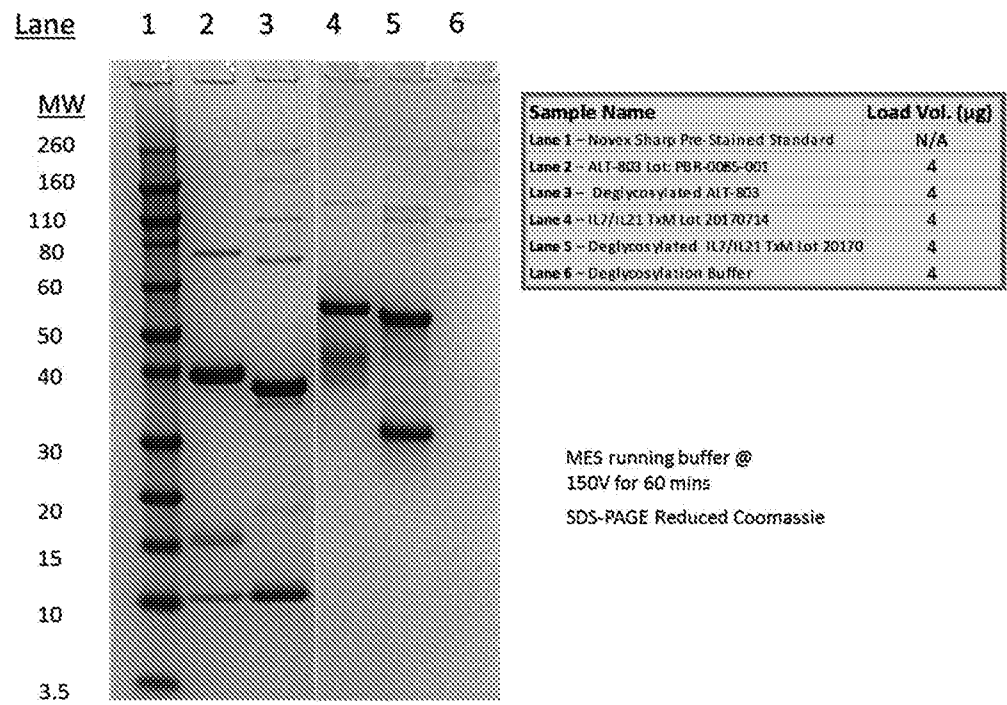 Lane 1 2 3 4 5 6
MW
260
160
110
80
60
50
40
30
20
15
10
3.5
Sample Name Load Vol. (µg)
Lane 1 – Novex Sharp Pre-Stained Standard N/A
Lane 2 – ALT-803 Lot: PBR-0065-001 4
Lane 3 – Deglycosylated ALT-803 4
Lane 4 – IL7/IL21 TxM Lot 20170714 4
Lane 5 – Deglycosylated IL7/IL21 TxM Lot 20170 4
Lane 6 – Deglycosylation Buffer 4
MES running buffer @
150V for 60 mins
SDS-PAGE Reduced Coomassie